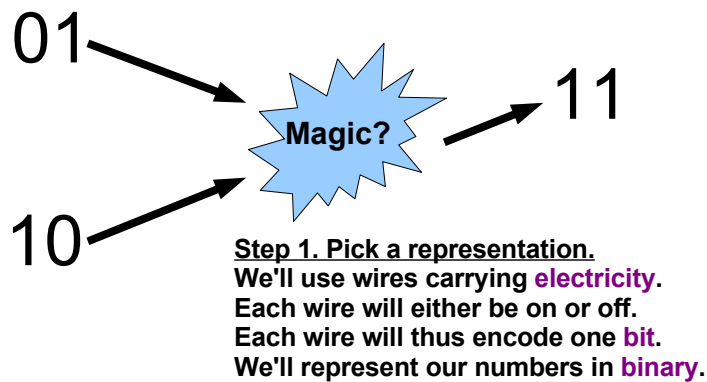 01
Magic?
11
10
Step 1. Pick a representation.
We'll use wires carrying electricity.
Each wire will either be on or off.
Each wire will thus encode one bit.
We'll represent our numbers in binary.